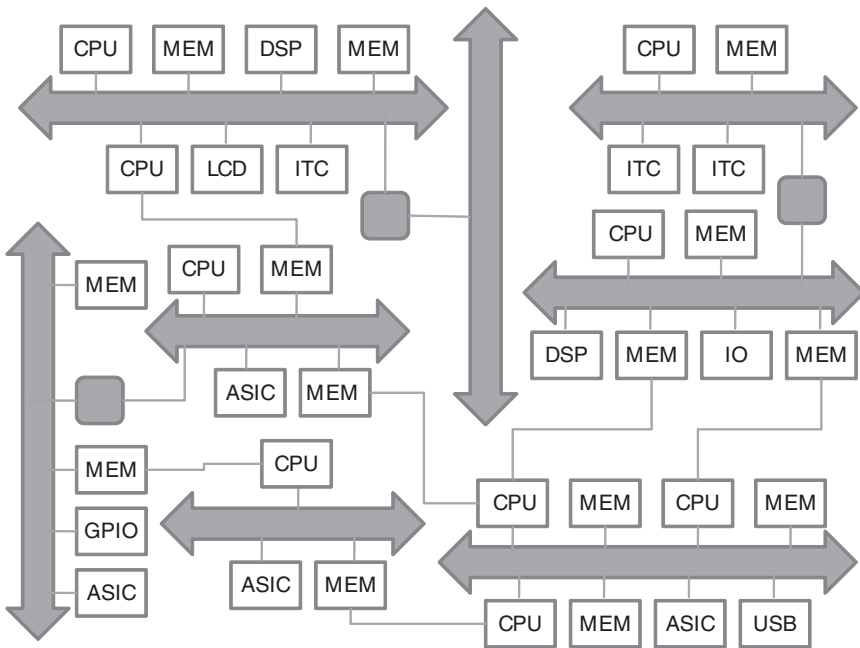 CPU MEM DSP MEM
CPU MEM
CPU LCD ITC
ITC ITC
CPU MEM
MEM CPU MEM
DSP MEM IO MEM
ASIC MEM
MEM CPU
CPU MEM CPU MEM
GPIO
ASIC ASIC MEM
CPU MEM ASIC USB